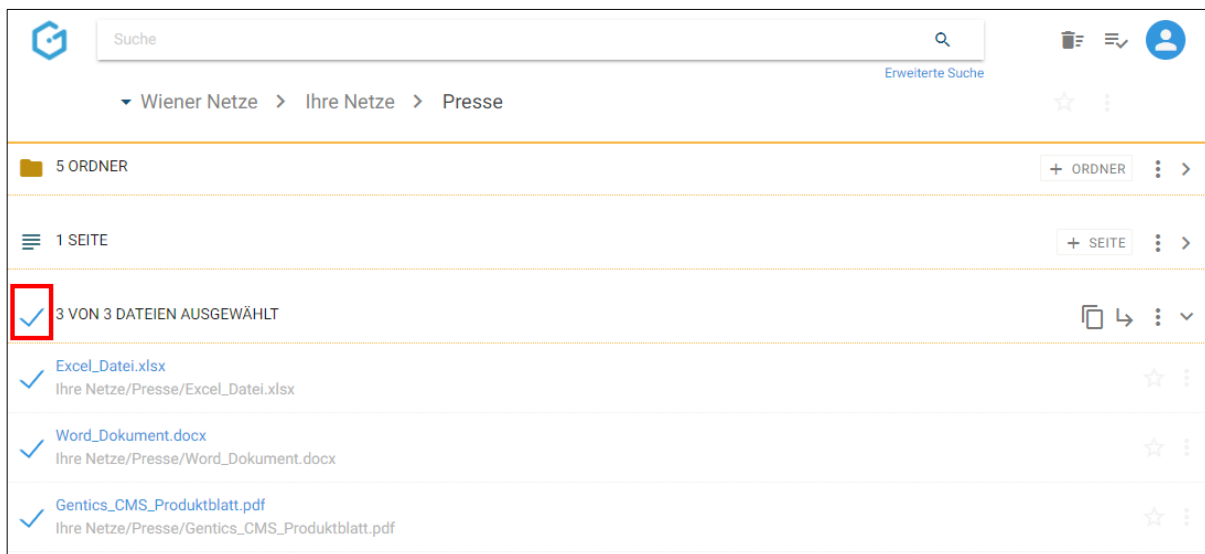 Suche
Erweiterte Suche
Wiener Netze > Ihre Netze > Presse
5 ORDNER
+ ORDNER
1 SEITE
+ SEITE
3 VON 3 DATEIEN AUSGEWÄHLT
Excel_Datei.xlsx
Ihre Netze/Presse/Excel_Datei.xlsx
Word_Dokument.docx
Ihre Netze/Presse/Word_Dokument.docx
Gentics_CMS_Produktblatt.pdf
Ihre Netze/Presse/Gentics_CMS_Produktblatt.pdf